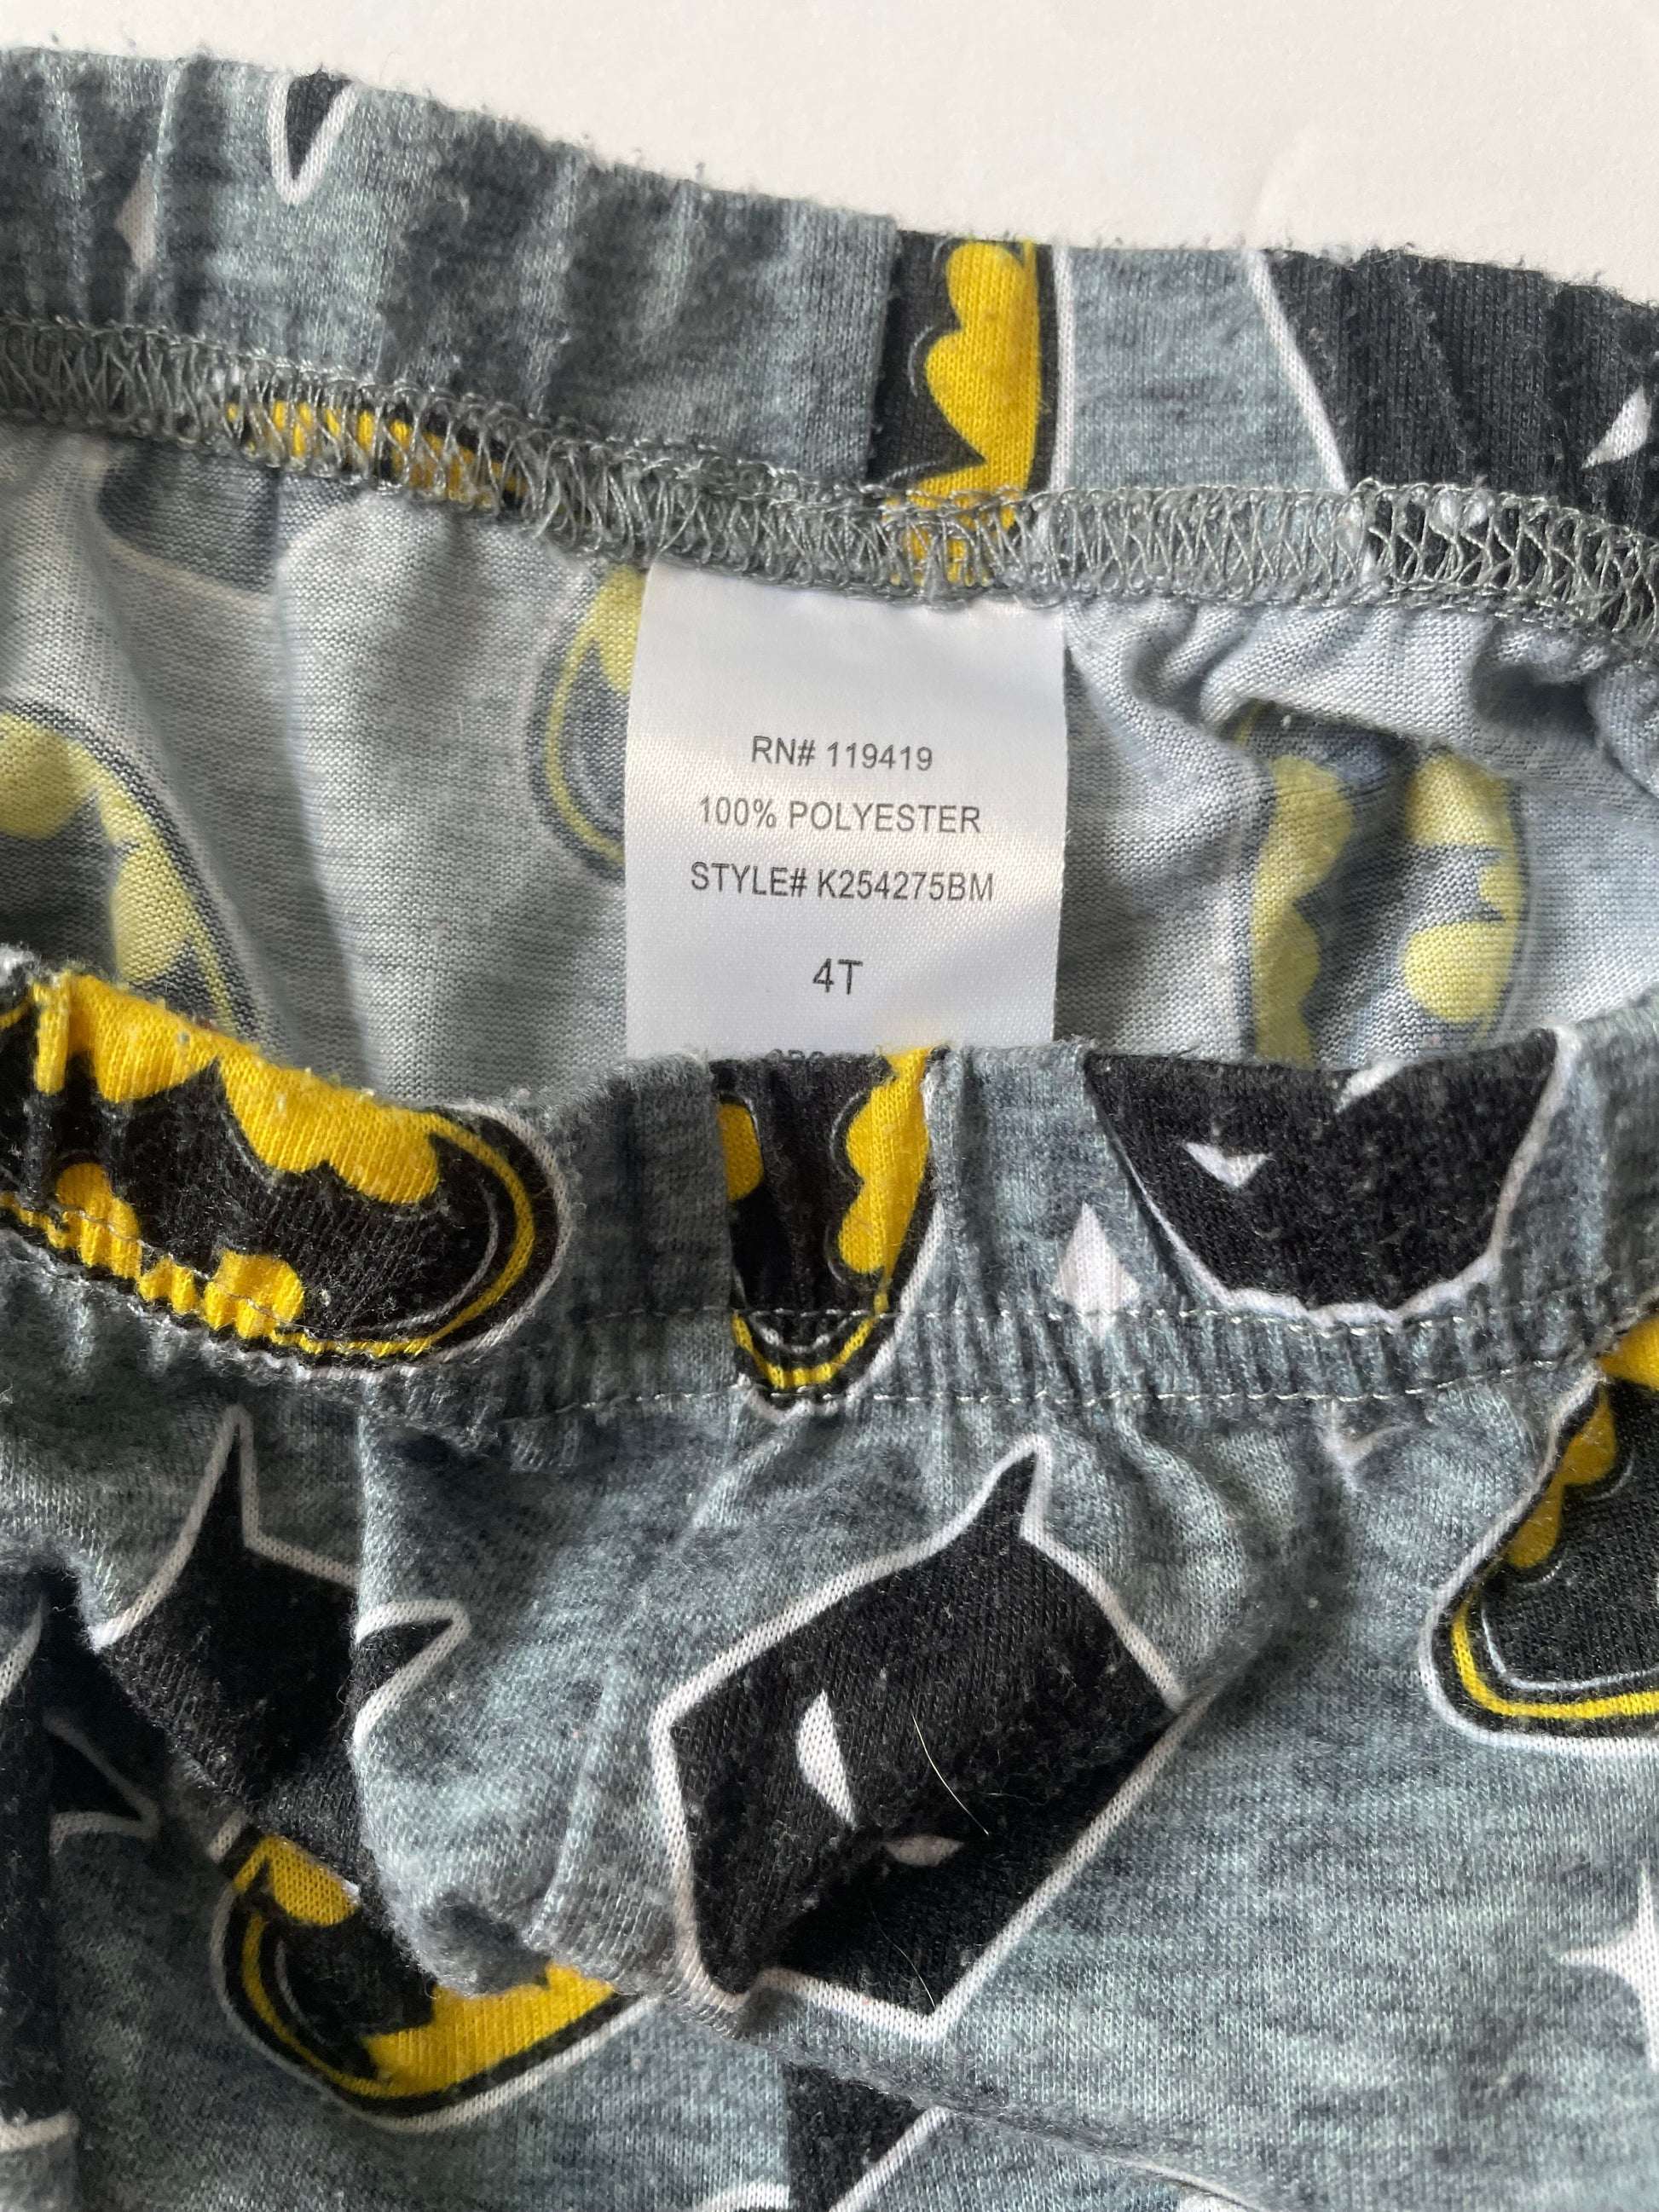 RN# 119419
100% POLYESTER
STYLE# K254275BM
4T